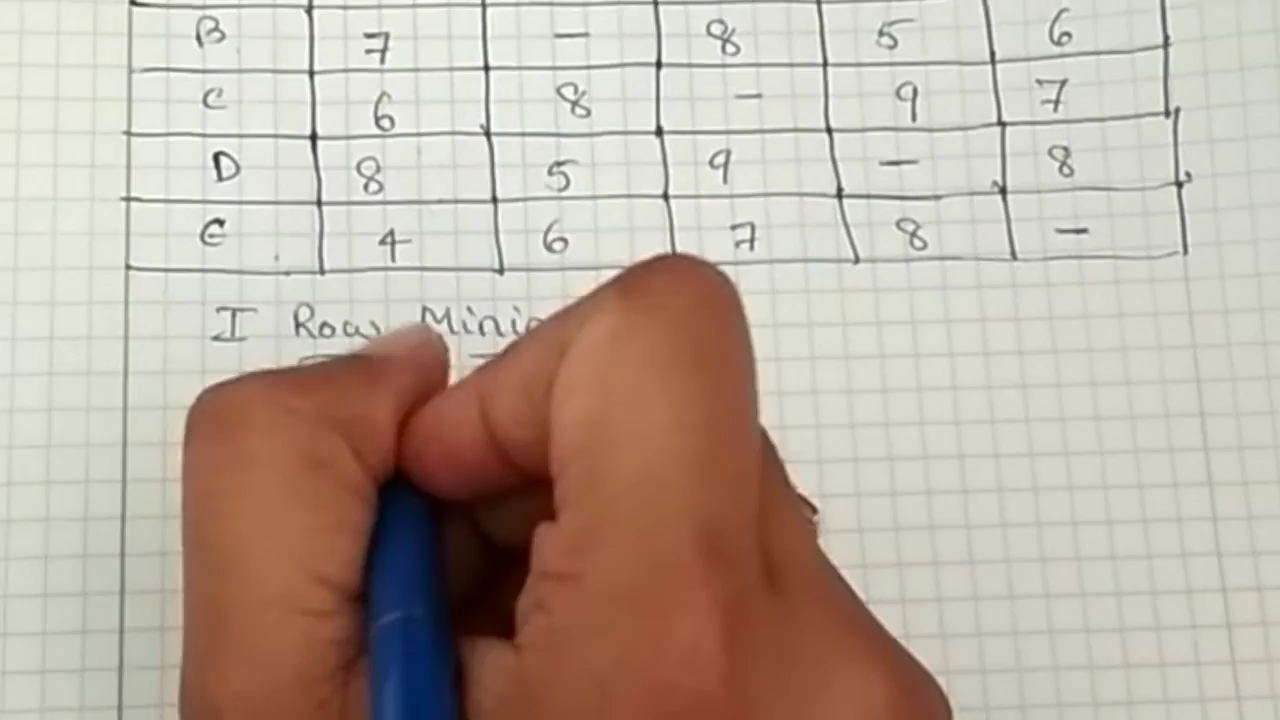 B 7 - 8 5 6
C 6 8 - 9 7
D 8 5 9 - 8
E 4 6 7 8 -
I Row